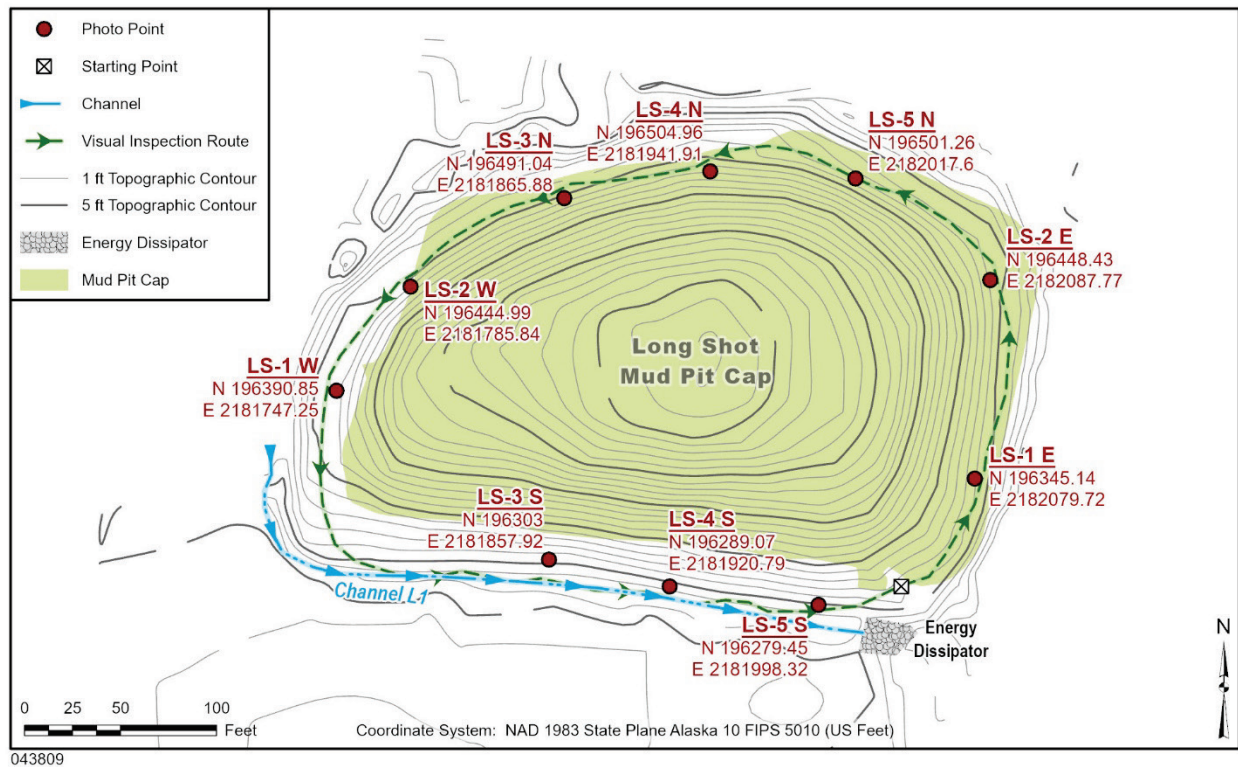 Photo Point
Starting Point
Channel
Visual Inspection Route
1 ft Topographic Contour
5 ft Topographic Contour
Energy Dissipator
Mud Pit Cap
LS-4 N
N 196504.96
E 2181941.91
LS-5 N
N 196501.26
E 2182017.6
LS-3 N
N 196491.04
E 2181865.88
LS-2 E
N 196448.43
E 2182087.77
LS-2 W
N 196444.99
E 2181785.84
Long Shot
Mud Pit Cap
LS-1 W
N 196390.85
E 2181747.25
LS-1 E
N 196345.14
E 2182079.72
LS-3 S
N 196303
E 2181857.92
LS-4 S
N 196289.07
E 2181920.79
Channel L1
LS-5 S
N 196279.45
E 2181998.32
Energy
Dissipator
N
0 25 50 100
Feet
Coordinate System: NAD 1983 State Plane Alaska 10 FIPS 5010 (US Feet)
043809